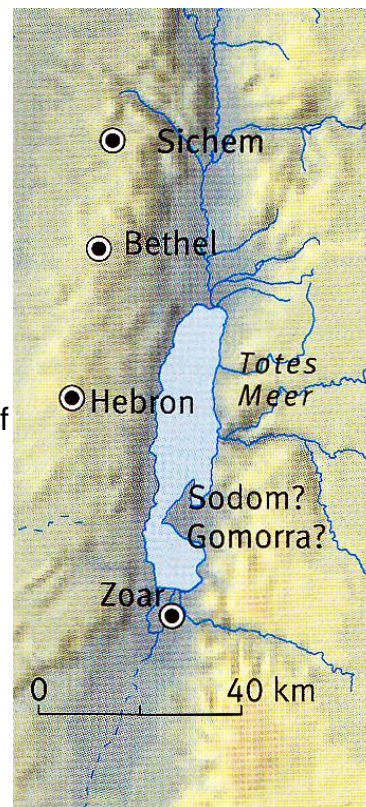 Sichem
Bethel
Totes
Meer
Hebron
f
Sodom?
Gomorra?
Zoar
0 40 km